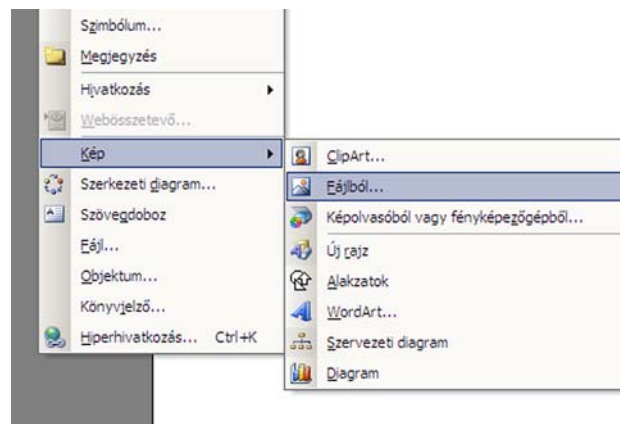 Szimbólum...
Megjegyzés
Hivatkozás
Webösszetevő...
Kép
Szerkezeti diagram...
Szövegdoboz
Fájl...
Objektum...
Könyvjelző...
Hiperhivatkozás... Ctrl+K
ClipArt...
Fájlból...
Képolvasóból vagy fényképezőgépből...
Új rajz
Alakzatok
WordArt...
Szervezeti diagram
Diagram